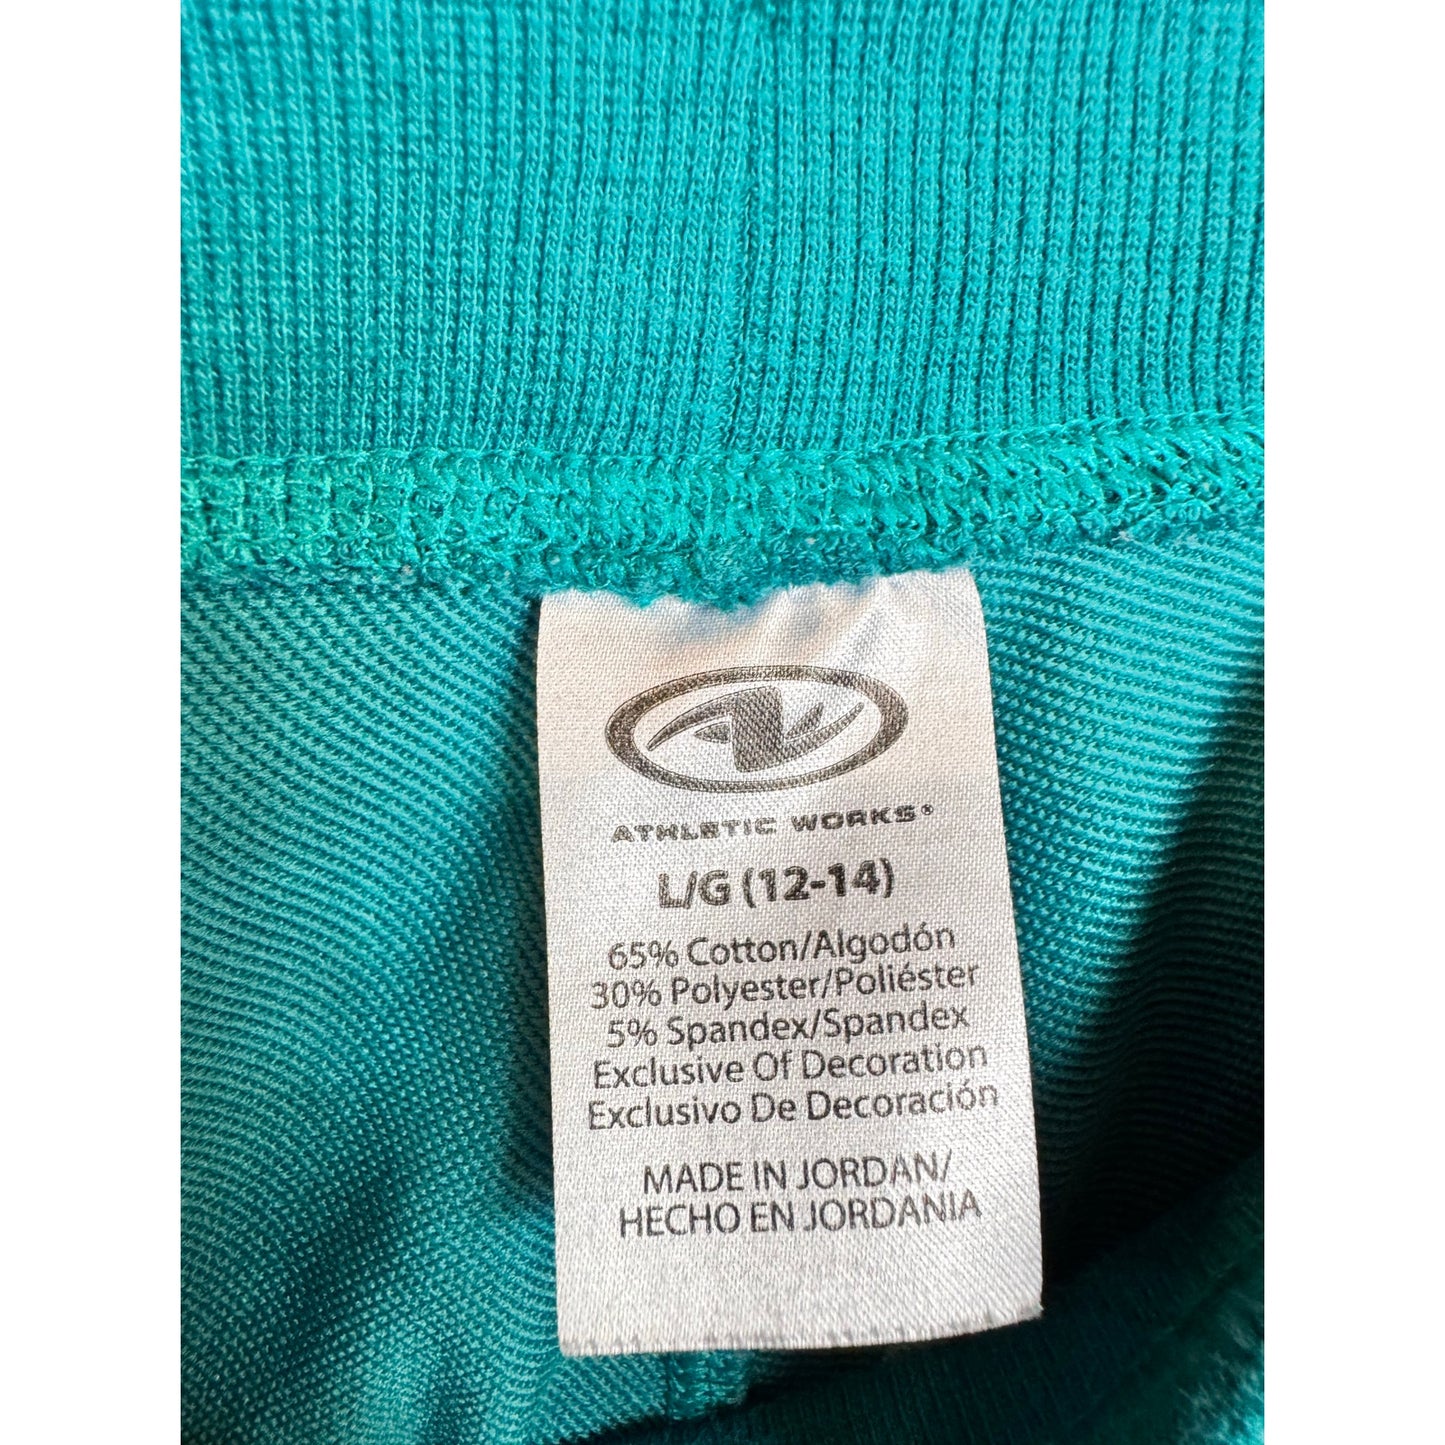 ATHLETIC WORKS®
L/G (12-14)
65% Cotton/Algodón
30% Polyester/Poliéster
5% Spandex/Spandex
Exclusive Of Decoration
Exclusivo De Decoración
MADE IN JORDAN/
HECHO EN JORDANIA